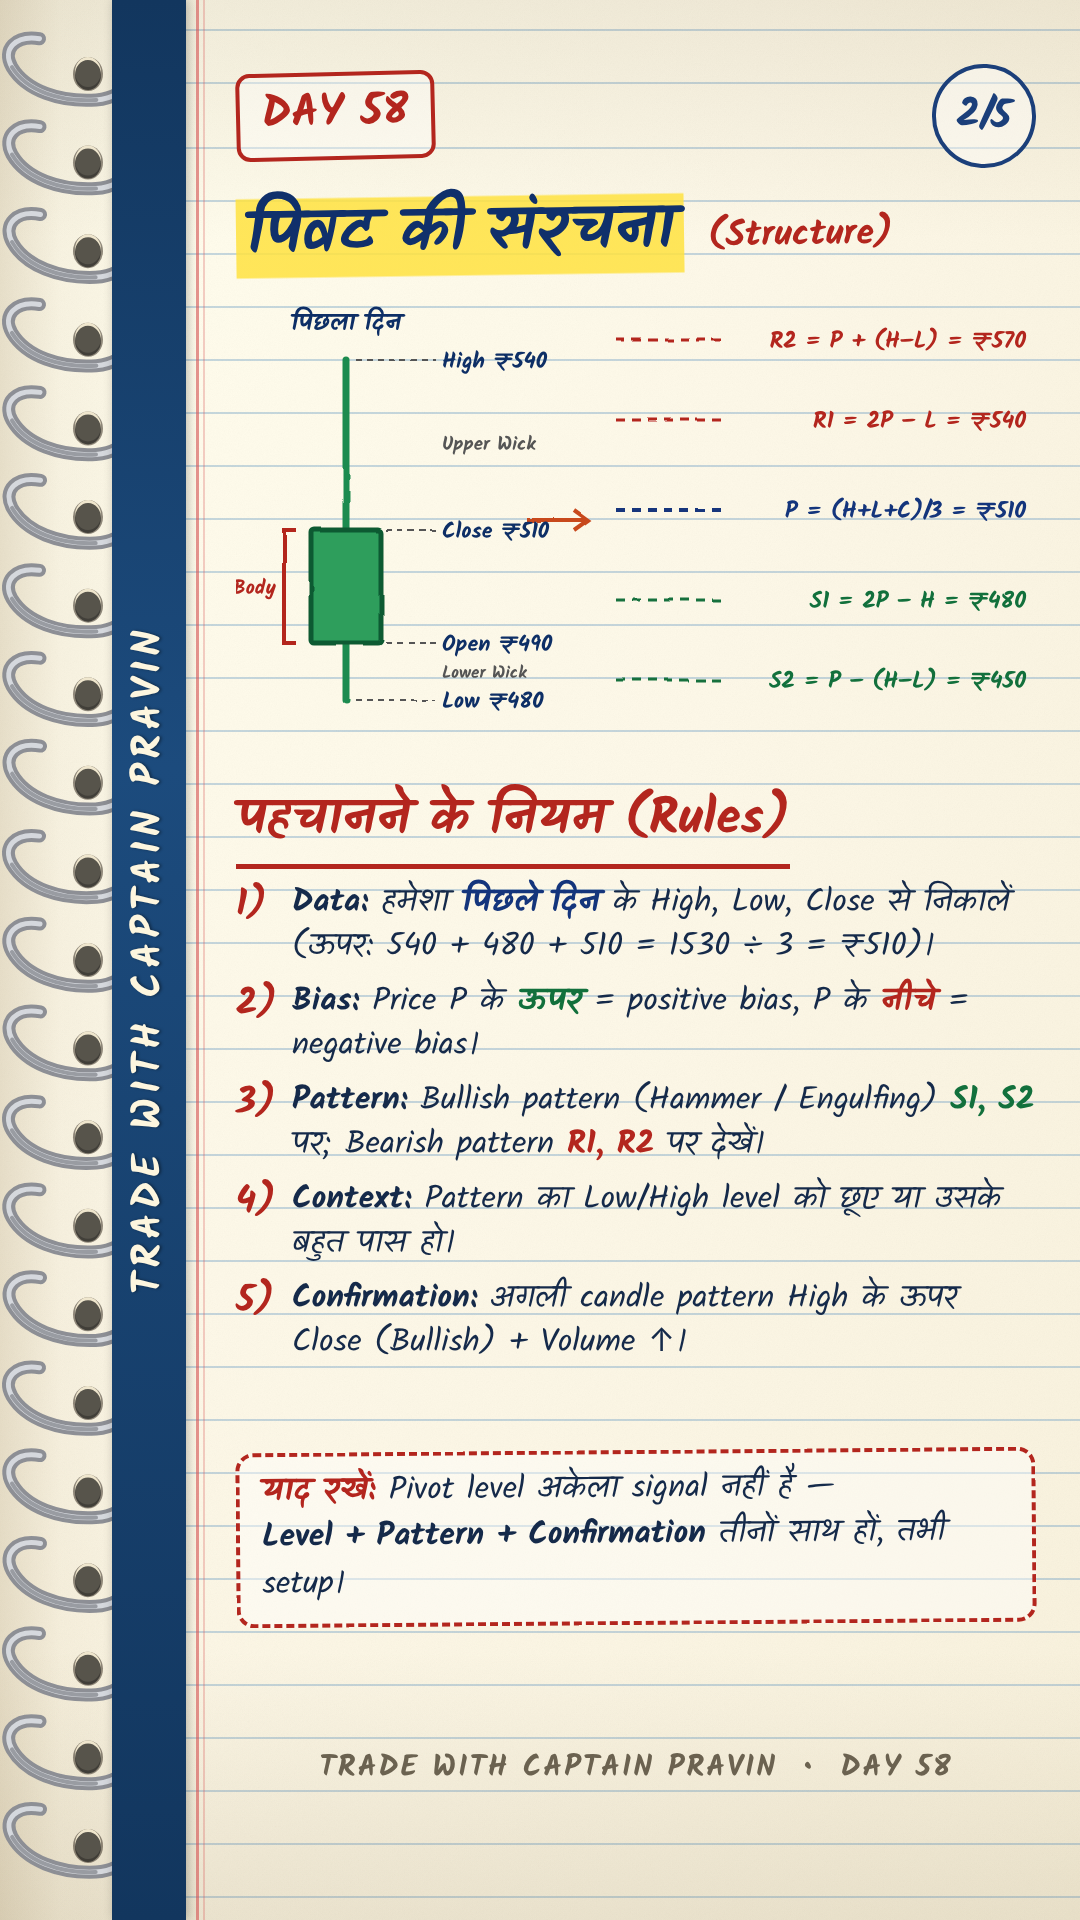 DAY 58
2/5
पिवट की संरचना (Structure)
पिछला दिन
High ₹540
Upper Wick
Close ₹510
Body
Open ₹490
Lower Wick
Low ₹480
R2 = P + (H−L) = ₹570
R1 = 2P − L = ₹540
P = (H+L+C)/3 = ₹510
S1 = 2P − H = ₹480
S2 = P − (H−L) = ₹450
पहचानने के नियम (Rules)
1) Data: हमेशा पिछले दिन के High, Low, Close से निकालें
(ऊपर: 540 + 480 + 510 = 1530 ÷ 3 = ₹510)।
2) Bias: Price P के ऊपर = positive bias, P के नीचे =
negative bias।
3) Pattern: Bullish pattern (Hammer / Engulfing) S1, S2
पर; Bearish pattern R1, R2 पर देखें।
4) Context: Pattern का Low/High level को छूए या उसके
बहुत पास हो।
5) Confirmation: अगली candle pattern High के ऊपर
Close (Bullish) + Volume ↑।
याद रखें: Pivot level अकेला signal नहीं है —
Level + Pattern + Confirmation तीनों साथ हों, तभी
setup।
TRADE WITH CAPTAIN PRAVIN · DAY 58
TRADE WITH CAPTAIN PRAVIN